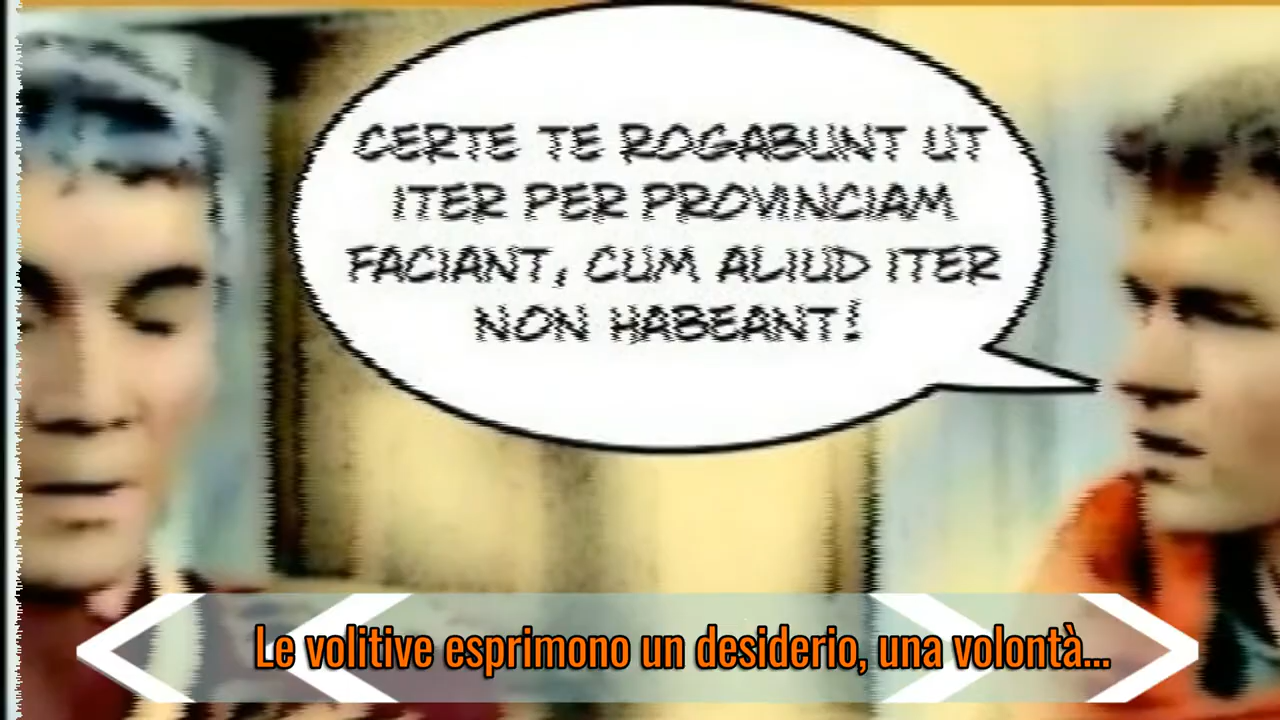 CERTE TE ROGABUNT UT
ITER PER PROVINCIAM
FACIANT, CUM ALIUD ITER
NON HABEANT!
Le volitive esprimono un desiderio, una volontà...